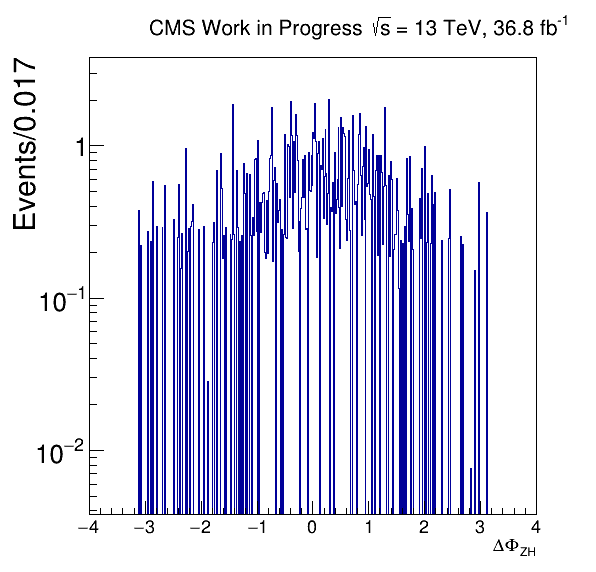 CMS Work in Progress √s = 13 TeV, 36.8 fb⁻¹
Events/0.017
1
10⁻¹
10⁻²
−4 −3 −2 −1 0 1 2 3 4
ΔΦ_ZH